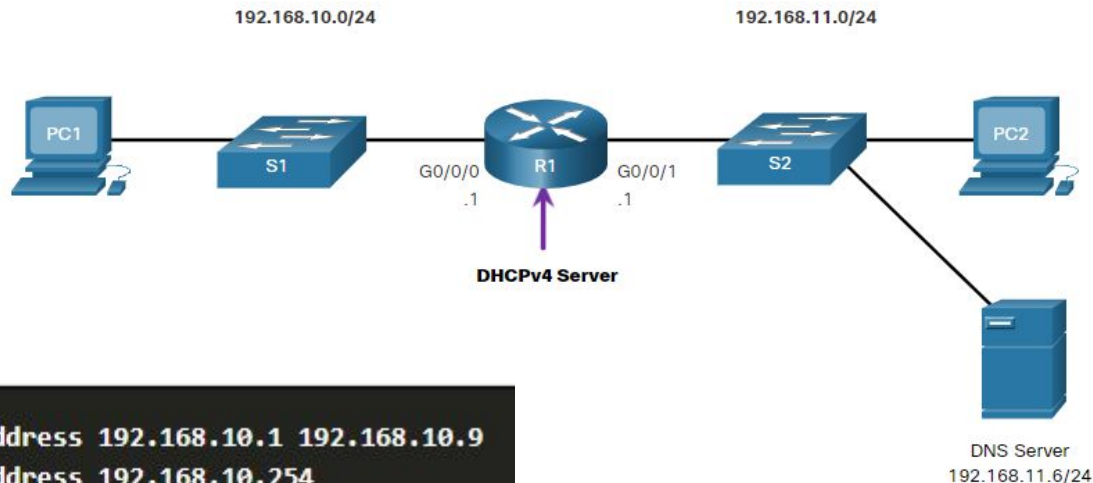 192.168.10.0/24
192.168.11.0/24
PC1
S1
G0/0/0
.1
R1
G0/0/1
.1
S2
PC2
DHCPv4 Server
ddress 192.168.10.1 192.168.10.9
ddress 192.168.10.254
DNS Server
192.168.11.6/24